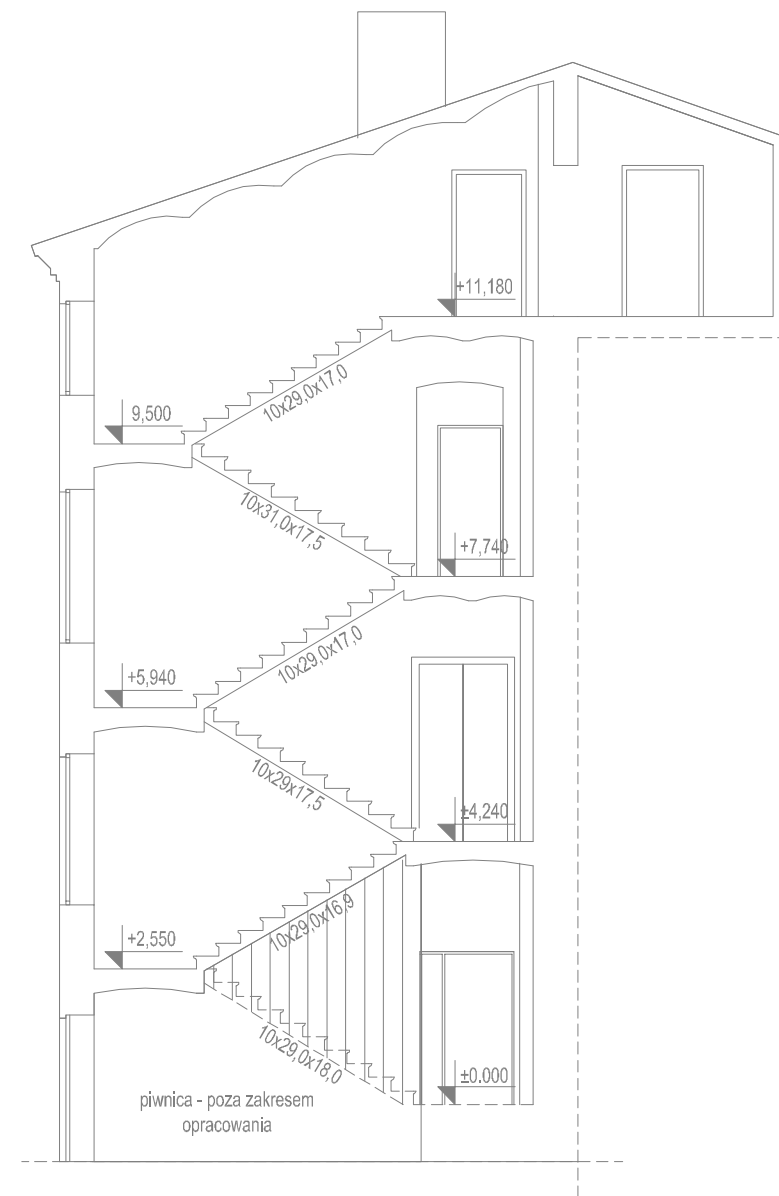 +11,180
10x29,0x17,0
9,500
10x31,0x17,5
+7,740
10x29,0x17,0
+5,940
10x29x17,5
±4,240
10x29,0x16,9
+2,550
10x29,0x18,0
±0.000
piwnica - poza zakresem
opracowania